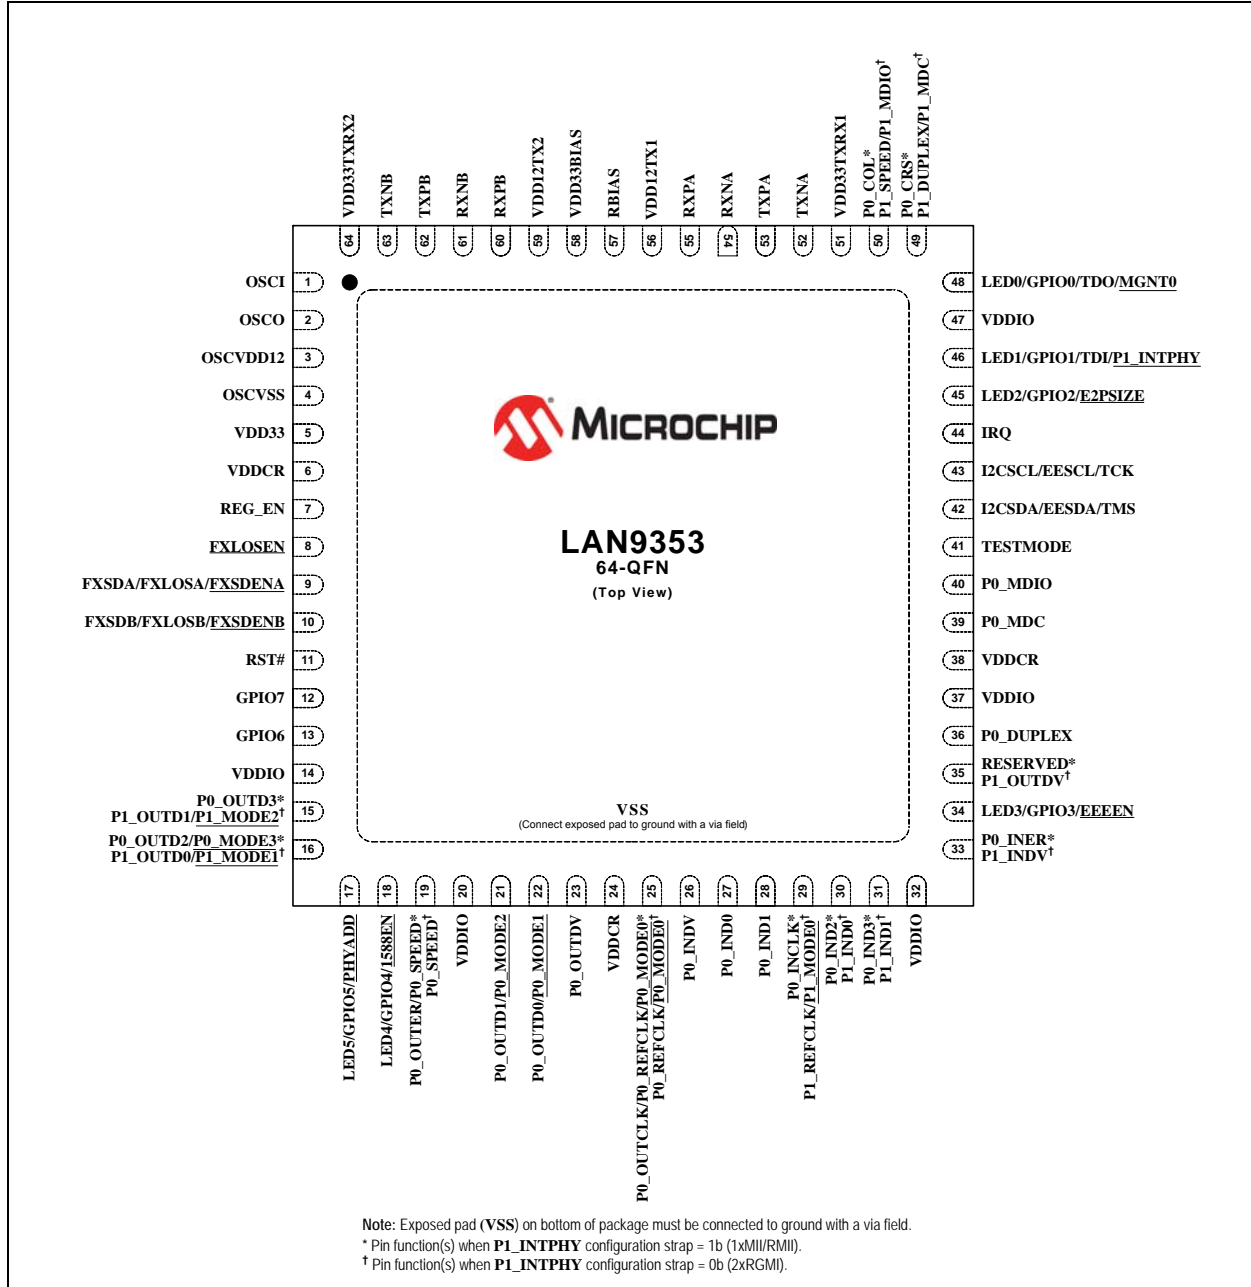 VDD33TXRX2
TXNB
TXPB
RXNB
RXPB
VDD12TX2
VDD33BIAS
RBIAS
VDD12TX1
RXPA
RXNA
TXPA
TXNA
VDD33TXRX1
P0_COL*
P1_SPEED/P1_MDIO†
P0_CRS*
P1_DUPLEX/P1_MDC†
64
63
62
61
60
59
58
57
56
55
54
53
52
51
50
49
OSCI 1
OSCO 2
OSCVDD12 3
OSCVSS 4
VDD33 5
VDDCR 6
REG_EN 7
FXLOSEN 8
FXSDA/FXLOSA/FXSDENA 9
FXSDB/FXLOSB/FXSDENB 10
RST# 11
GPIO7 12
GPIO6 13
VDDIO 14
P0_OUTD3*
P1_OUTD1/P1_MODE2† 15
P0_OUTD2/P0_MODE3*
P1_OUTD0/P1_MODE1† 16
MICROCHIP
®
LAN9353
64-QFN
(Top View)
VSS
(Connect exposed pad to ground with a via field)
48 LED0/GPIO0/TDO/MGNT0
47 VDDIO
46 LED1/GPIO1/TDI/P1_INTPHY
45 LED2/GPIO2/E2PSIZE
44 IRQ
43 I2CSCL/EESCL/TCK
42 I2CSDA/EESDA/TMS
41 TESTMODE
40 P0_MDIO
39 P0_MDC
38 VDDCR
37 VDDIO
36 P0_DUPLEX
35 RESERVED*
P1_OUTDV†
34 LED3/GPIO3/EEEEN
33 P0_INER*
P1_INDV†
17
18
19
20
21
22
23
24
25
26
27
28
29
30
31
32
LED5/GPIO5/PHYADD
LED4/GPIO4/1588EN
P0_OUTER/P0_SPEED*
P0_SPEED†
VDDIO
P0_OUTD1/P0_MODE2
P0_OUTD0/P0_MODE1
P0_OUTDV
VDDCR
P0_OUTCLK/P0_REFCLK/P0_MODE0*
P0_REFCLK/P0_MODE0†
P0_INDV
P0_IND0
P0_IND1
P0_INCLK*
P1_REFCLK/P1_MODE0†
P0_IND2*
P1_IND0†
P0_IND3*
P1_IND1†
VDDIO
Note: Exposed pad (VSS) on bottom of package must be connected to ground with a via field.
* Pin function(s) when P1_INTPHY configuration strap = 1b (1xMII/RMII).
† Pin function(s) when P1_INTPHY configuration strap = 0b (2xRGMI).